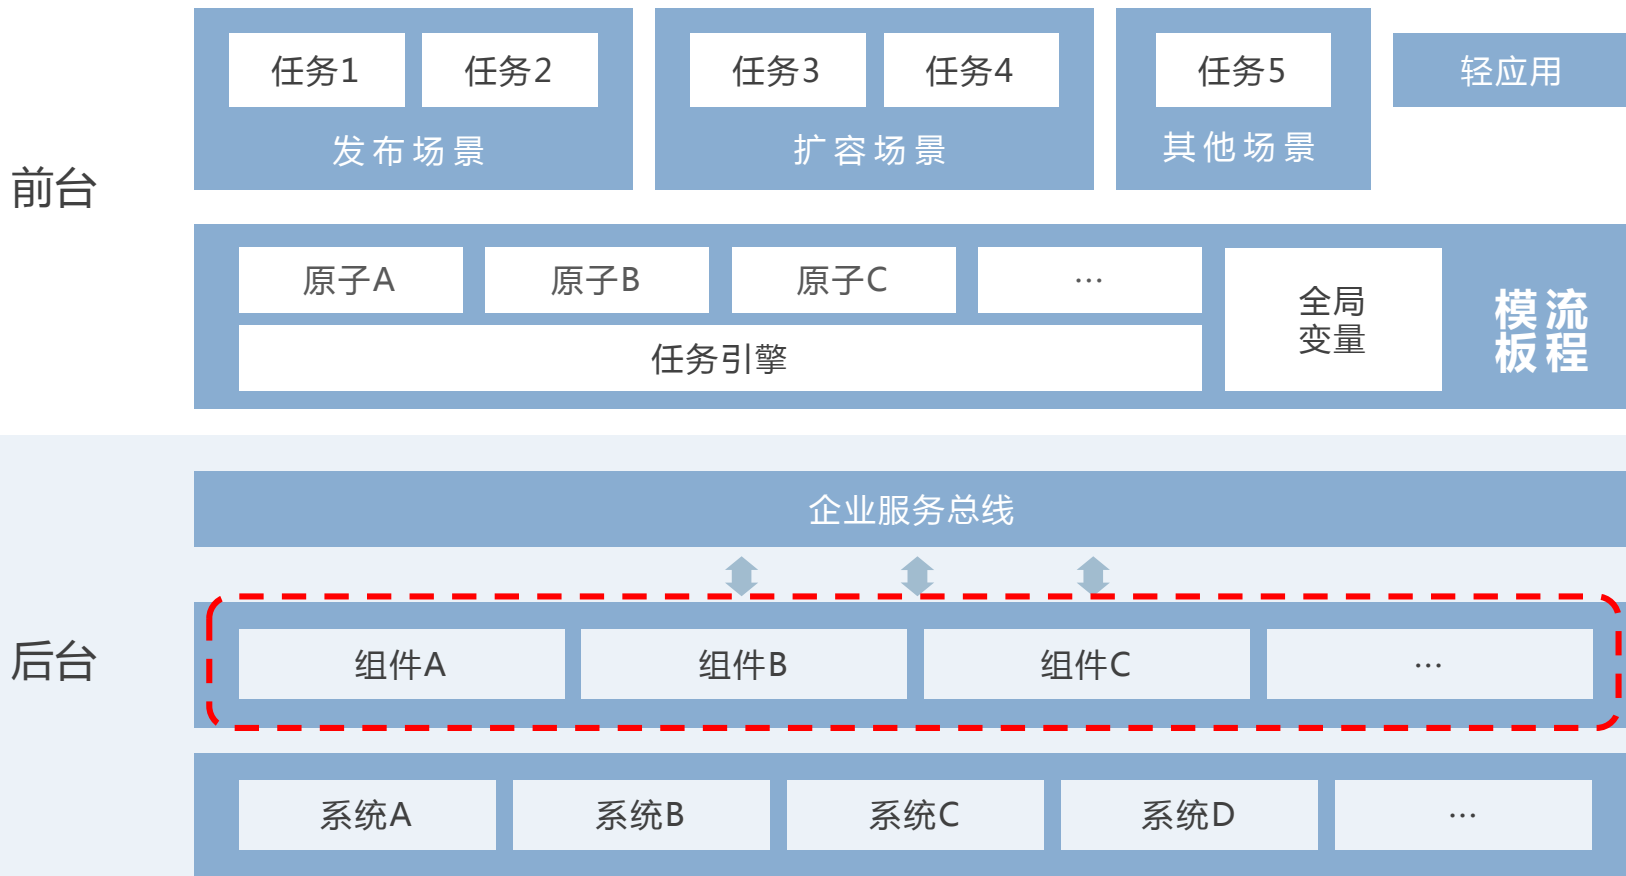 任务1
任务2
发布场景
任务3
任务4
扩容场景
任务5
其他场景
轻应用
前台
原子A
原子B
原子C
...
任务引擎
全局
变量
流程
模板
企业服务总线
后台
组件A
组件B
组件C
...
系统A
系统B
系统C
系统D
...